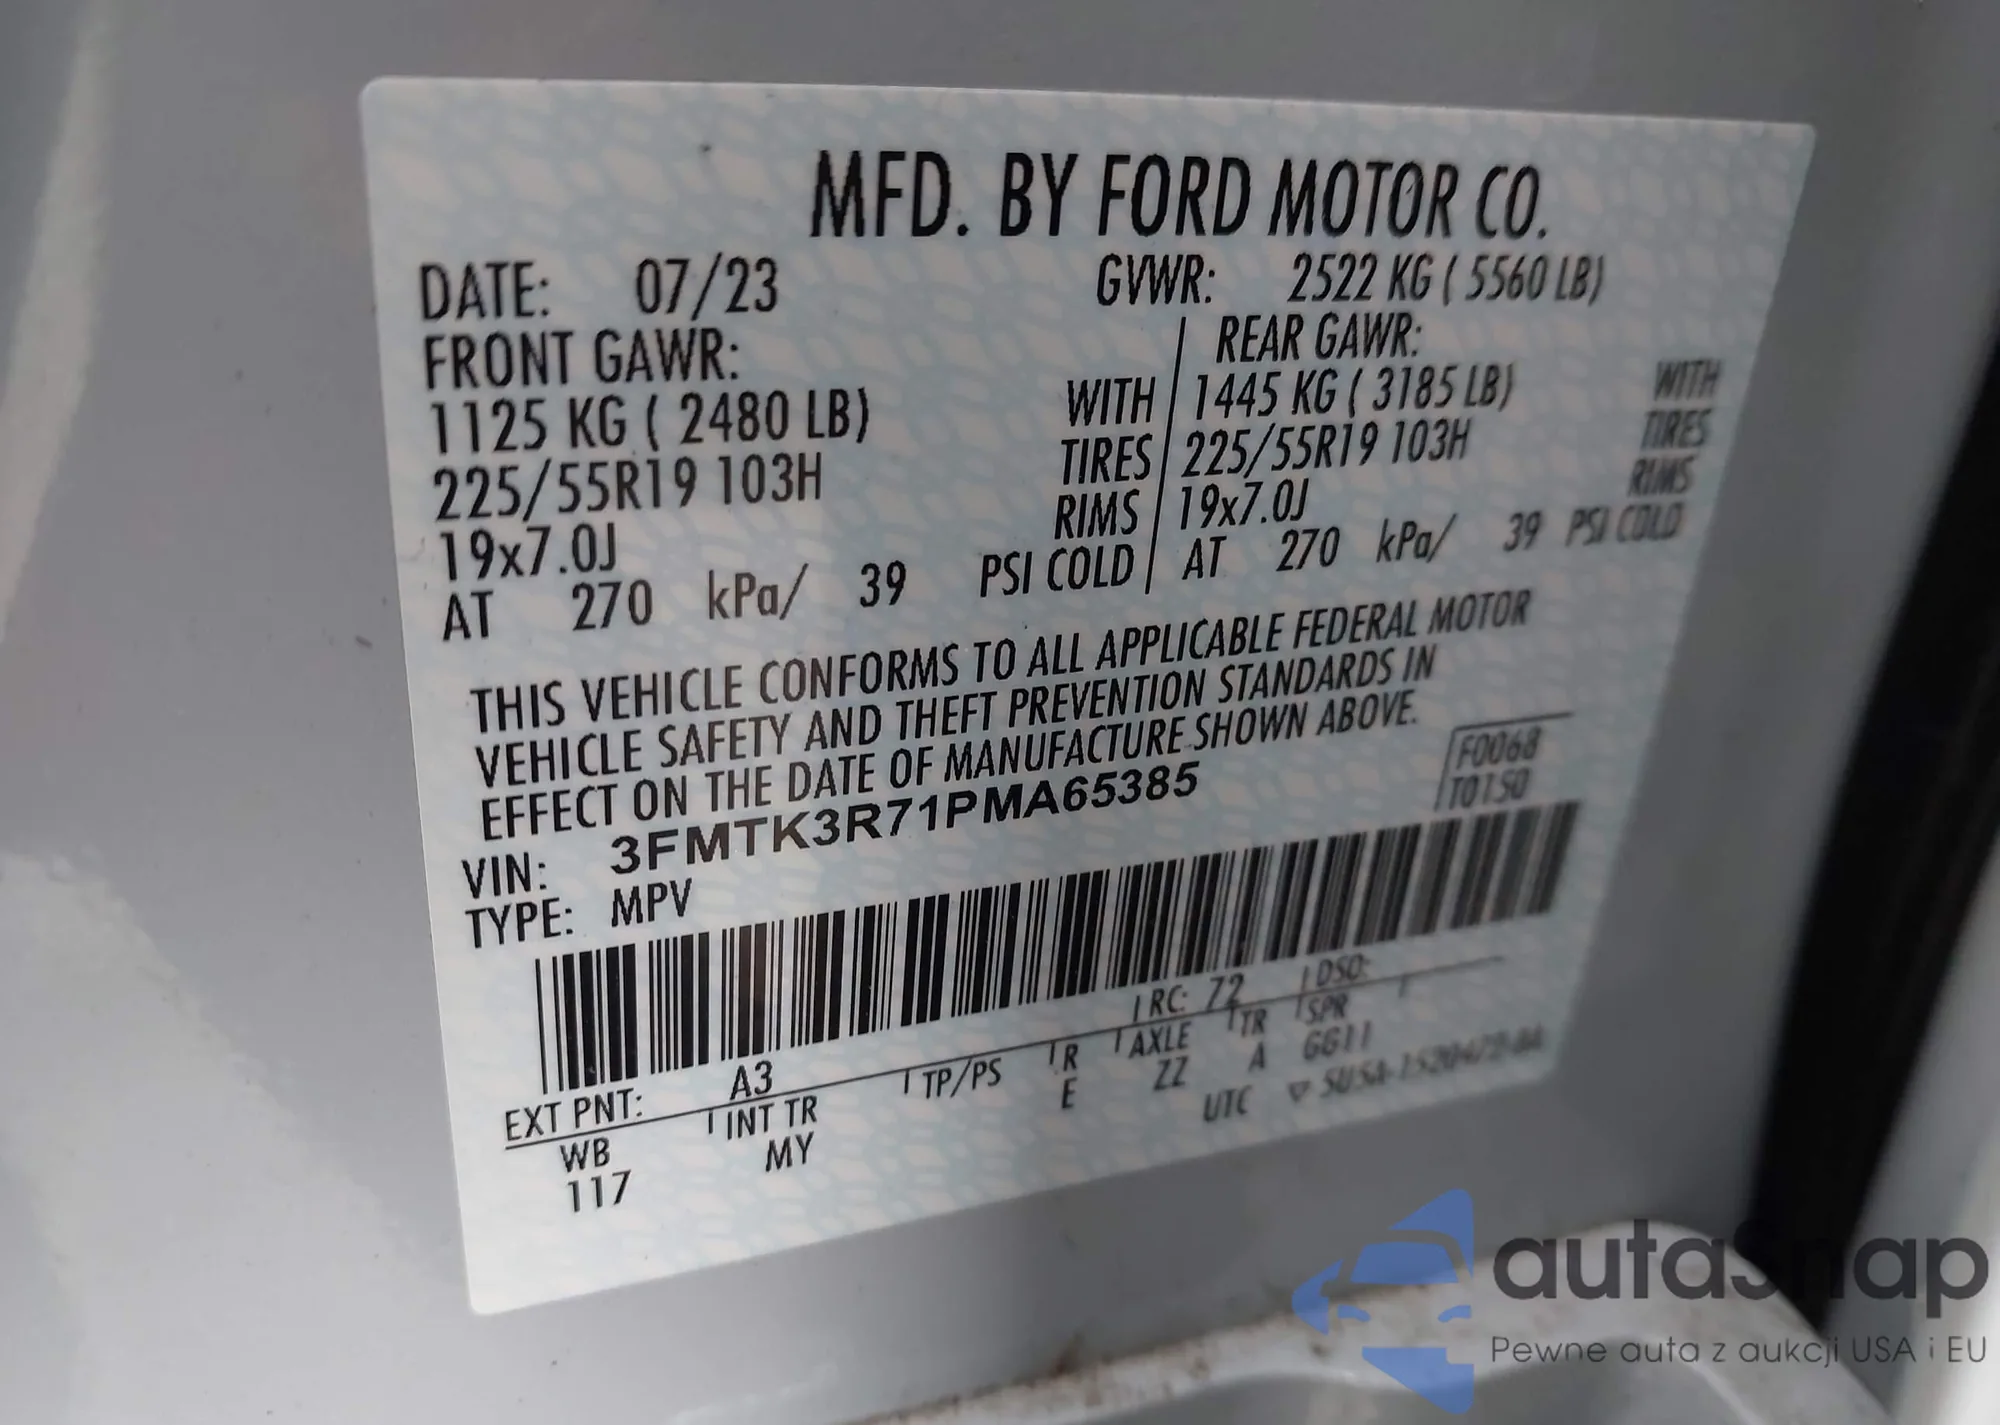 MFD. BY FORD MOTOR CO.
DATE: 07/23 GVWR: 2522 KG ( 5560 LB)
FRONT GAWR: REAR GAWR:
1125 KG ( 2480 LB) WITH 1445 KG ( 3185 LB) WITH
225/55R19 103H TIRES 225/55R19 103H TIRES
19x7.0J RIMS 19x7.0J RIMS
AT 270 kPa/ 39 PSI COLD AT 270 kPa/ 39 PSI COLD
THIS VEHICLE CONFORMS TO ALL APPLICABLE FEDERAL MOTOR
VEHICLE SAFETY AND THEFT PREVENTION STANDARDS IN
EFFECT ON THE DATE OF MANUFACTURE SHOWN ABOVE.
F0068
T0150
VIN: 3FMTK3R71PMA65385
TYPE: MPV
EXT PNT: A3 RC: 72 DSO:
WB INT TR TP/PS R AXLE TR SPR
117 MY E ZZ A GG11
UTC
autasnap
Pewne auta z aukcji USA i EU